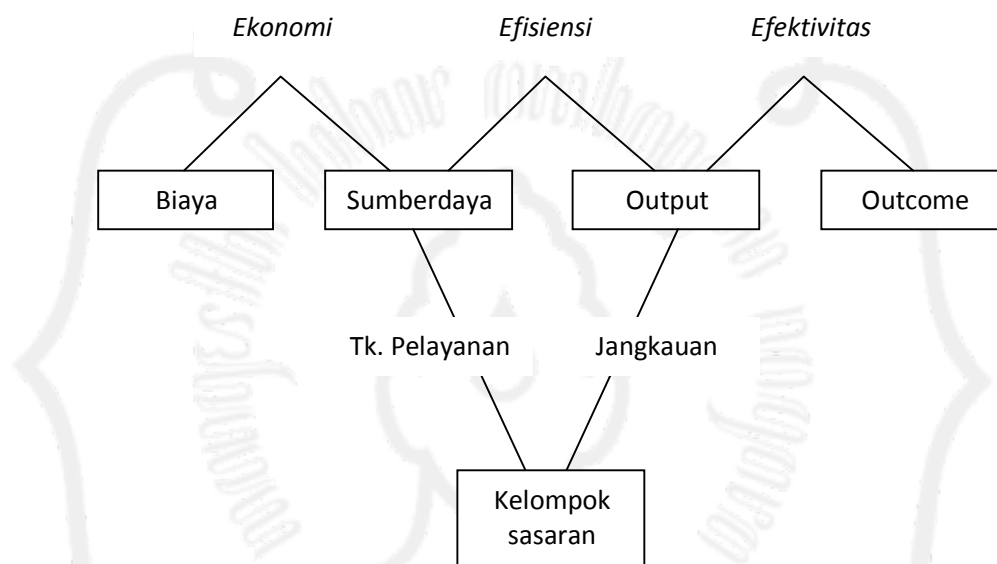 Ekonomi Efisiensi Efektivitas
Biaya Sumberdaya Output Outcome
Tk. Pelayanan Jangkauan
Kelompok
sasaran